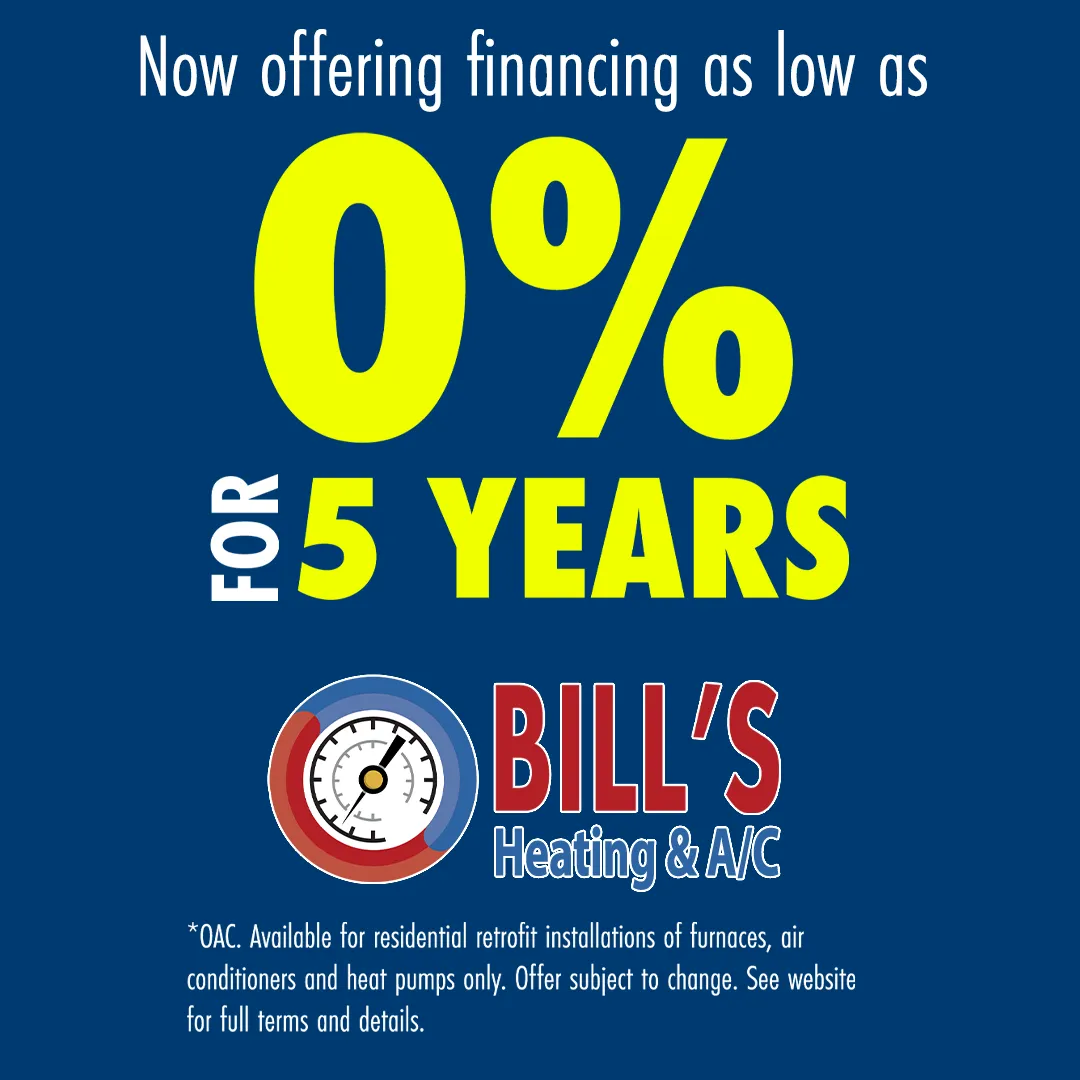 Now offering financing as low as
0%
FOR 5 YEARS
BILL'S
Heating & A/C
*OAC. Available for residential retrofit installations of furnaces, air
conditioners and heat pumps only. Offer subject to change. See website
for full terms and details.